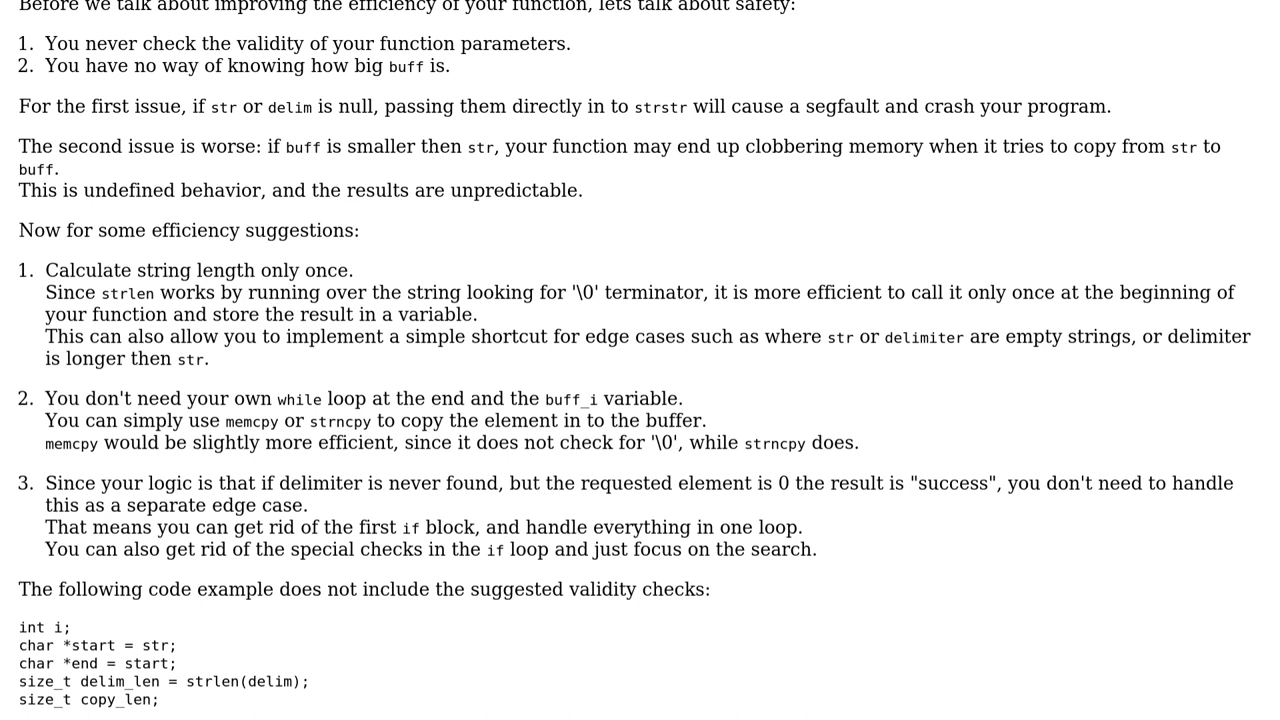 Before we talk about improving the efficiency of your function, lets talk about safety:
1. You never check the validity of your function parameters.
2. You have no way of knowing how big buff is.
For the first issue, if str or delim is null, passing them directly in to strstr will cause a segfault and crash your program.
The second issue is worse: if buff is smaller then str, your function may end up clobbering memory when it tries to copy from str to
buff.
This is undefined behavior, and the results are unpredictable.
Now for some efficiency suggestions:
1. Calculate string length only once.
Since strlen works by running over the string looking for '\0' terminator, it is more efficient to call it only once at the beginning of
your function and store the result in a variable.
This can also allow you to implement a simple shortcut for edge cases such as where str or delimiter are empty strings, or delimiter
is longer then str.
2. You don't need your own while loop at the end and the buff_i variable.
You can simply use memcpy or strncpy to copy the element in to the buffer.
memcpy would be slightly more efficient, since it does not check for '\0', while strncpy does.
3. Since your logic is that if delimiter is never found, but the requested element is 0 the result is "success", you don't need to handle
this as a separate edge case.
That means you can get rid of the first if block, and handle everything in one loop.
You can also get rid of the special checks in the if loop and just focus on the search.
The following code example does not include the suggested validity checks:
int i;
char *start = str;
char *end = start;
size_t delim_len = strlen(delim);
size_t copy_len;